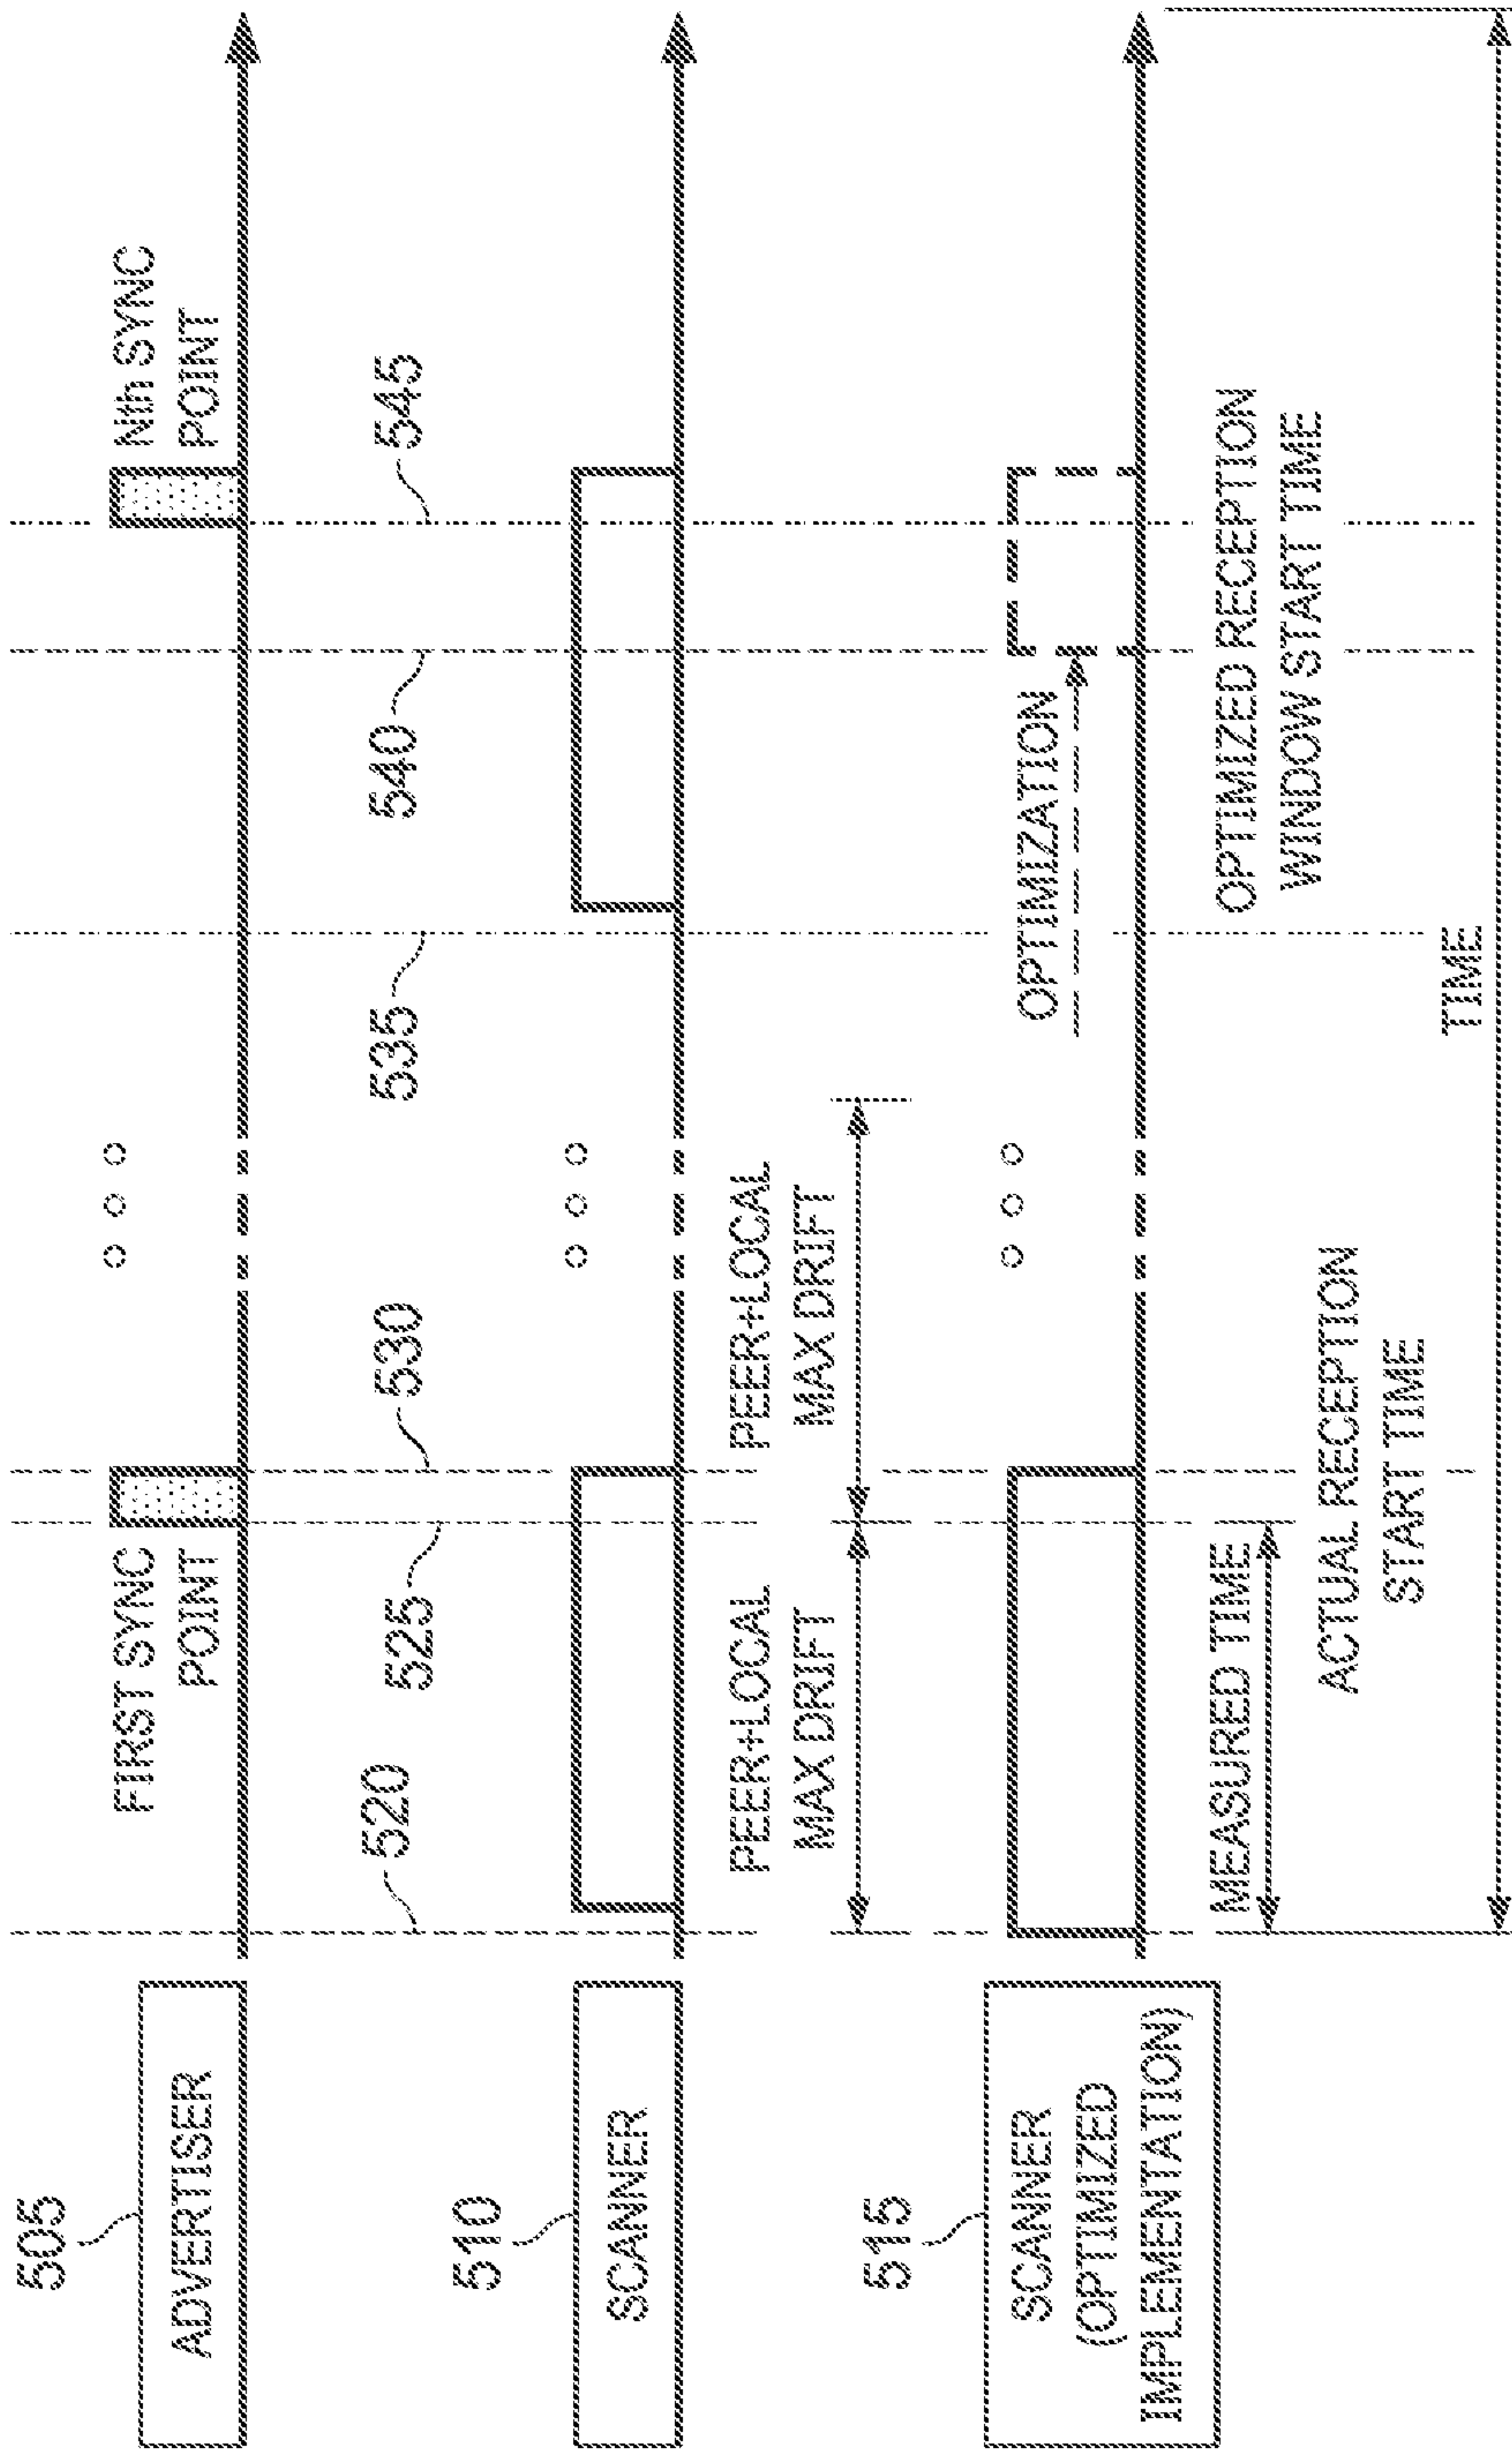 505
ADVERTISER
FIRST SYNC
POINT
Nth SYNC
POINT
520
525
530
535
540
545
510
SCANNER
PEER+LOCAL
MAX DRIFT
PEER+LOCAL
MAX DRIFT
515
SCANNER
(OPTIMIZED
IMPLEMENTATION)
OPTIMIZATION
MEASURED TIME
ACTUAL RECEPTION
START TIME
OPTIMIZED RECEPTION
WINDOW START TIME
TIME